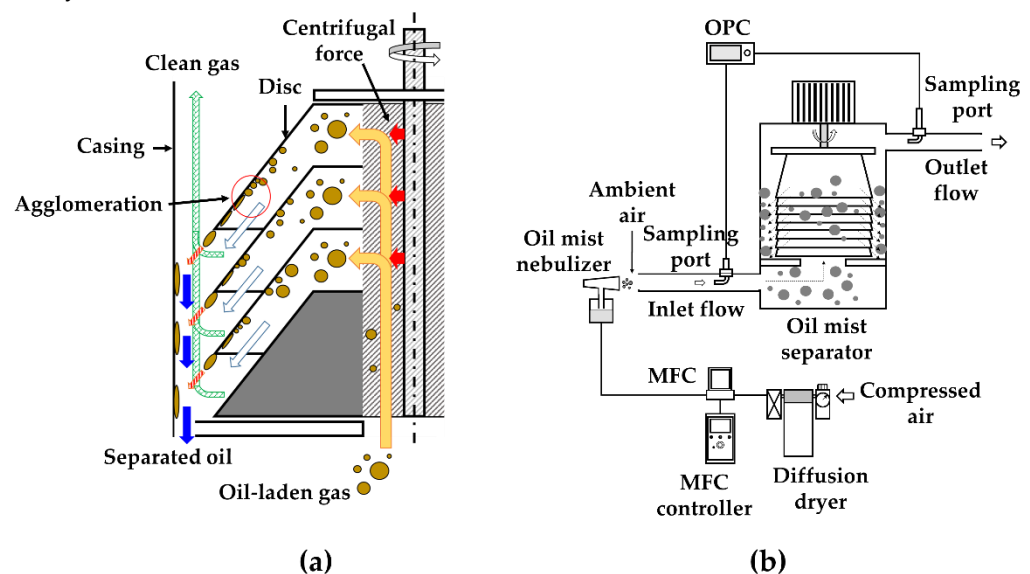 Centrifugal
force
Clean gas
Disc
Casing
Agglomeration
Separated oil
Oil-laden gas
(a)
OPC
Sampling
port
Outlet
flow
Ambient
air
Sampling
port
Oil mist
nebulizer
Inlet flow
Oil mist
separator
MFC
Compressed
air
MFC
controller
Diffusion
dryer
(b)